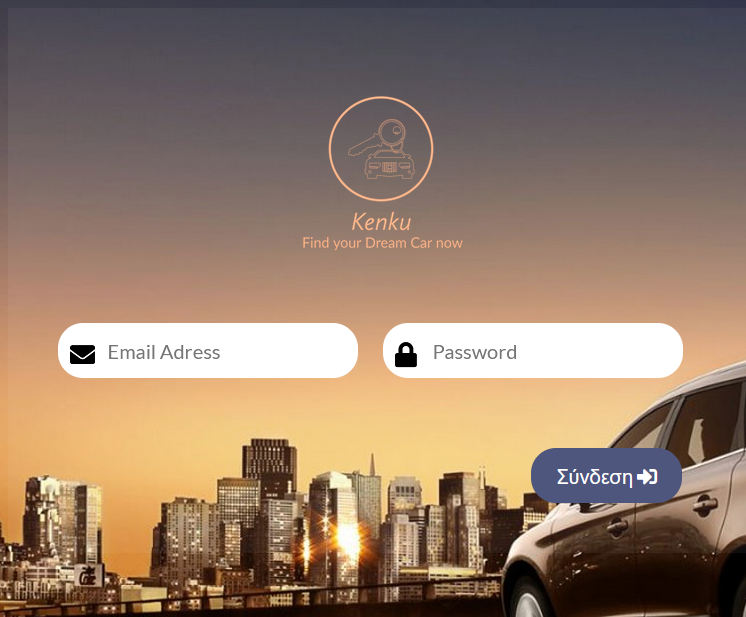 Kenku
Find your Dream Car now
Email Adress
Password
Σύνδεση